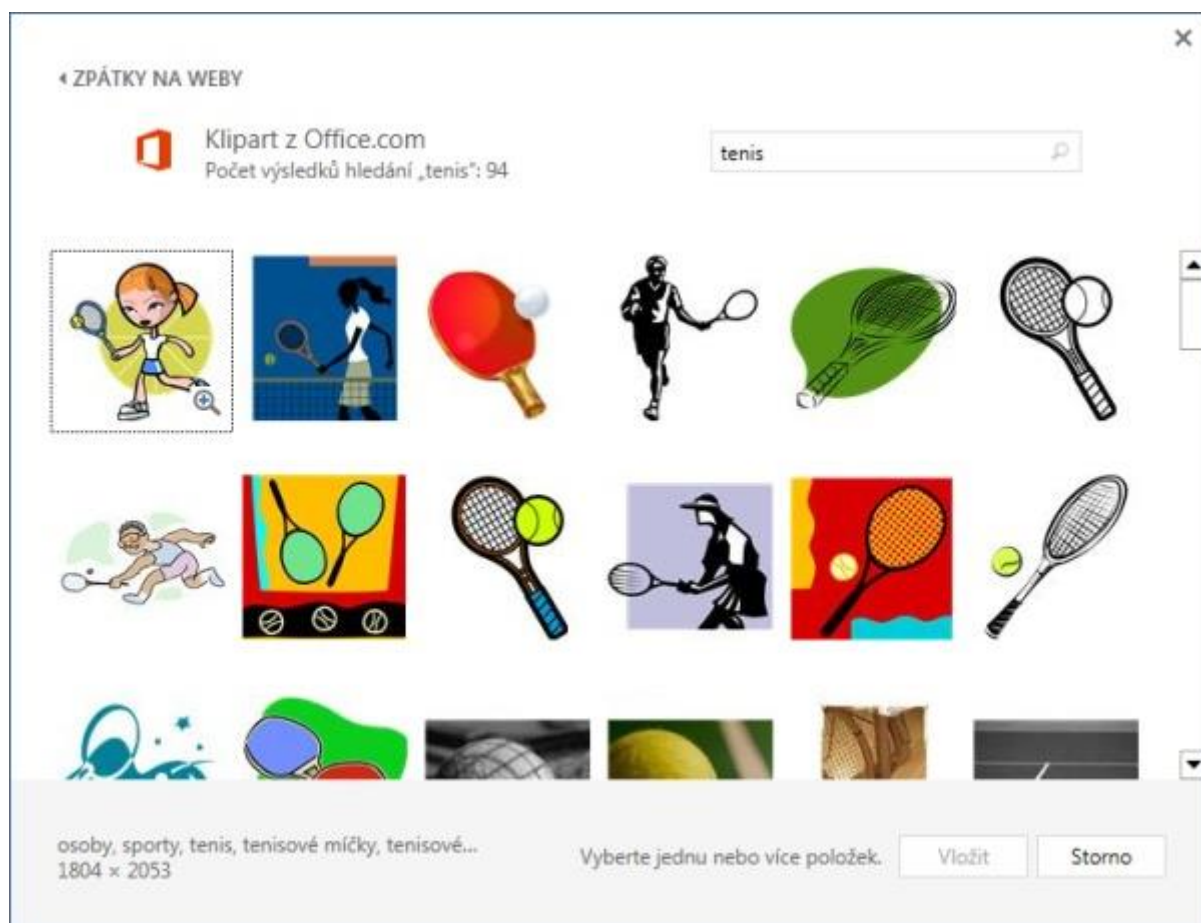 ZPÁTKY NA WEBY
Klipart z Office.com
Počet výsledků hledání „tenis“: 94
tenis
osoby, sporty, tenis, tenisové míčky, tenisové...
1804 × 2053
Vyberte jednu nebo více položek.
Vložit
Storno